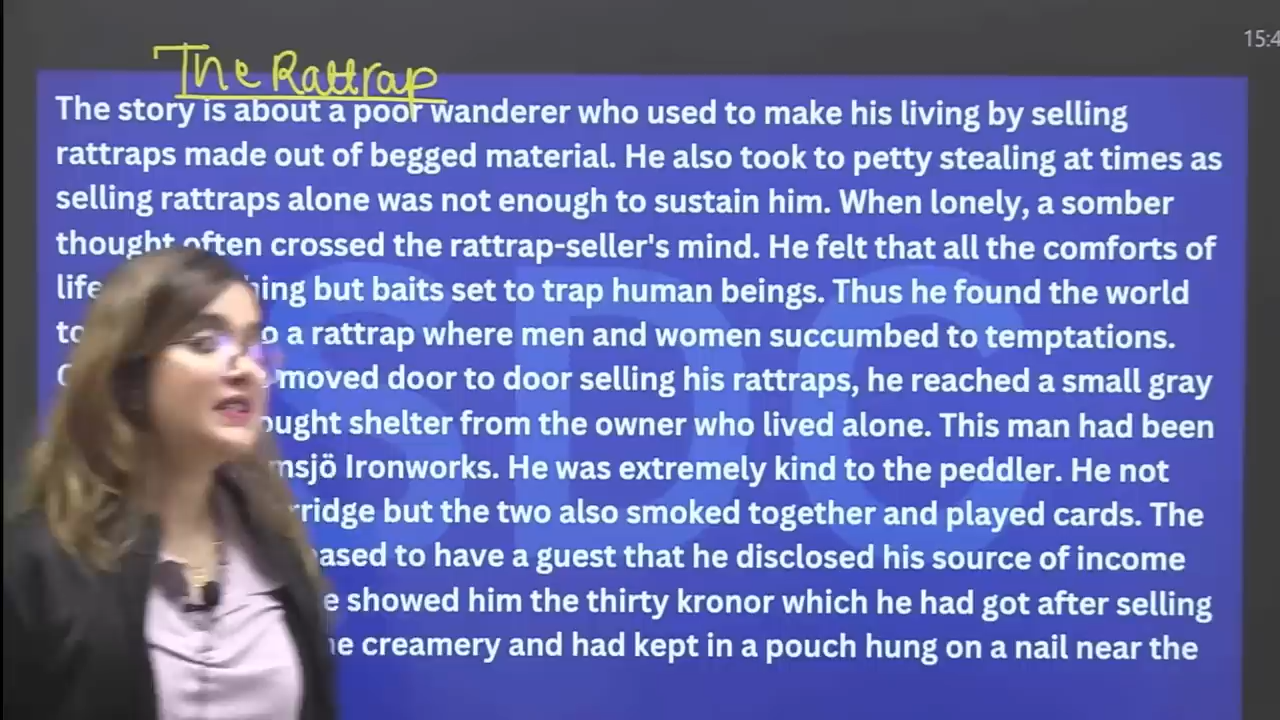 15:4
The Rattrap
The story is about a poor wanderer who used to make his living by selling
rattraps made out of begged material. He also took to petty stealing at times as
selling rattraps alone was not enough to sustain him. When lonely, a somber
thought often crossed the rattrap-seller's mind. He felt that all the comforts of
life hing but baits set to trap human beings. Thus he found the world
to o a rattrap where men and women succumbed to temptations.
moved door to door selling his rattraps, he reached a small gray
ought shelter from the owner who lived alone. This man had been
msjö Ironworks. He was extremely kind to the peddler. He not
rridge but the two also smoked together and played cards. The
ased to have a guest that he disclosed his source of income
e showed him the thirty kronor which he had got after selling
he creamery and had kept in a pouch hung on a nail near the
SDC